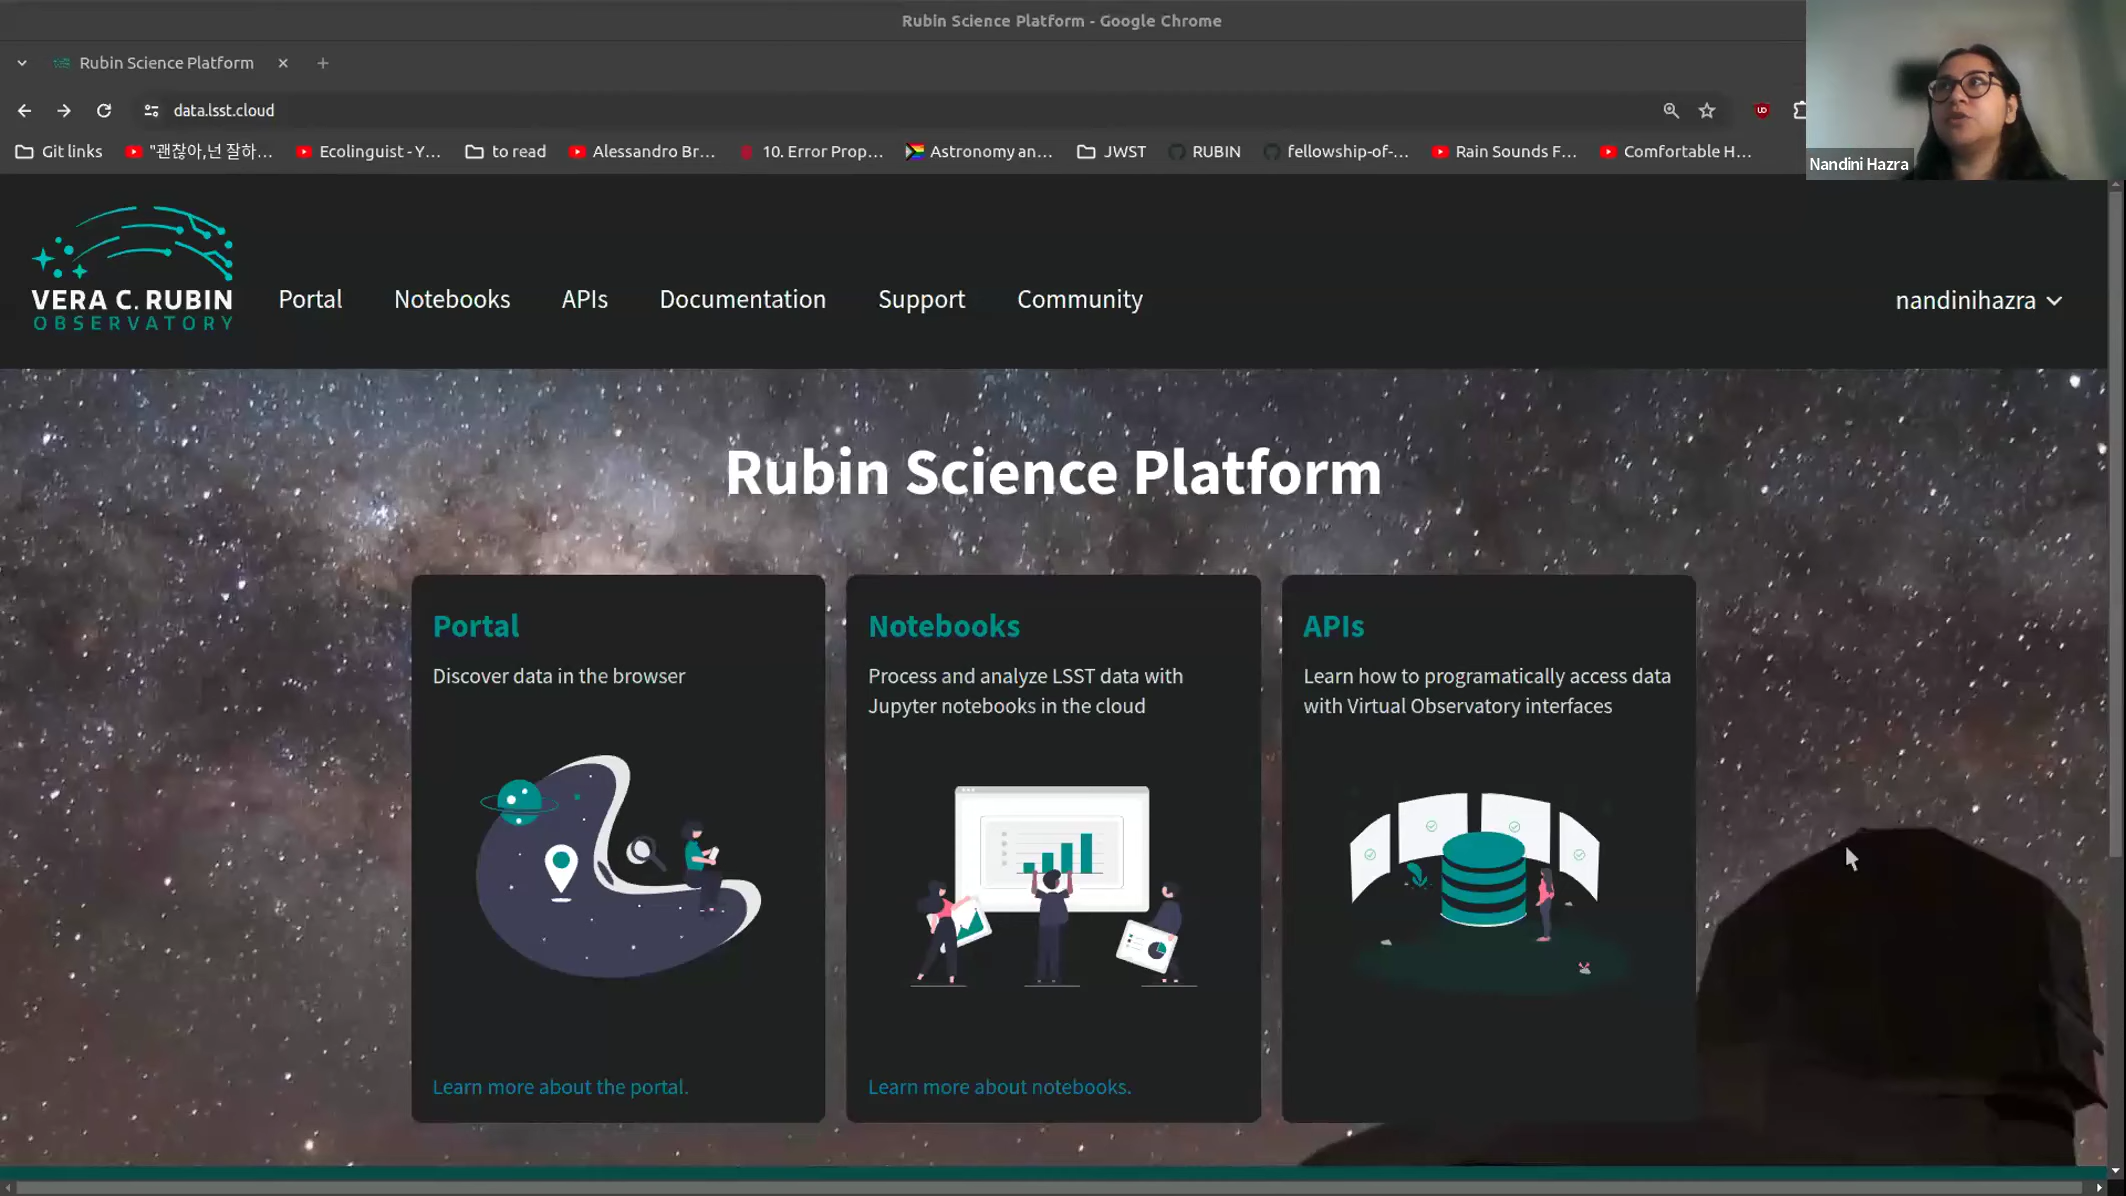 Rubin Science Platform - Google Chrome
Rubin Science Platform
data.lsst.cloud
Git links
"괜찮아,넌 잘하...
Ecolinguist - Y...
to read
Alessandro Br...
10. Error Prop...
Astronomy an...
JWST
RUBIN
fellowship-of-...
Rain Sounds F...
Comfortable H...
Nandini Hazra
VERA C. RUBIN
OBSERVATORY
Portal
Notebooks
APIs
Documentation
Support
Community
nandinihazra
Rubin Science Platform
Portal
Discover data in the browser
Learn more about the portal.
Notebooks
Process and analyze LSST data with
Jupyter notebooks in the cloud
Learn more about notebooks.
APIs
Learn how to programatically access data
with Virtual Observatory interfaces